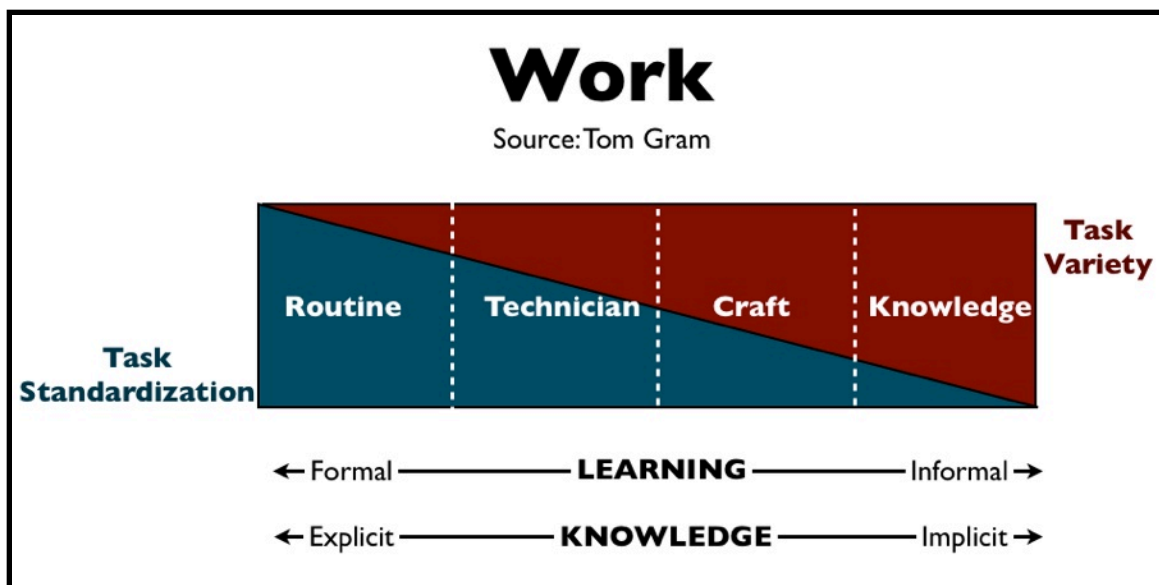 Work
Source: Tom Gram
Task
Variety
Routine
Technician
Craft
Knowledge
Task
Standardization
Formal
LEARNING
Informal
Explicit
KNOWLEDGE
Implicit